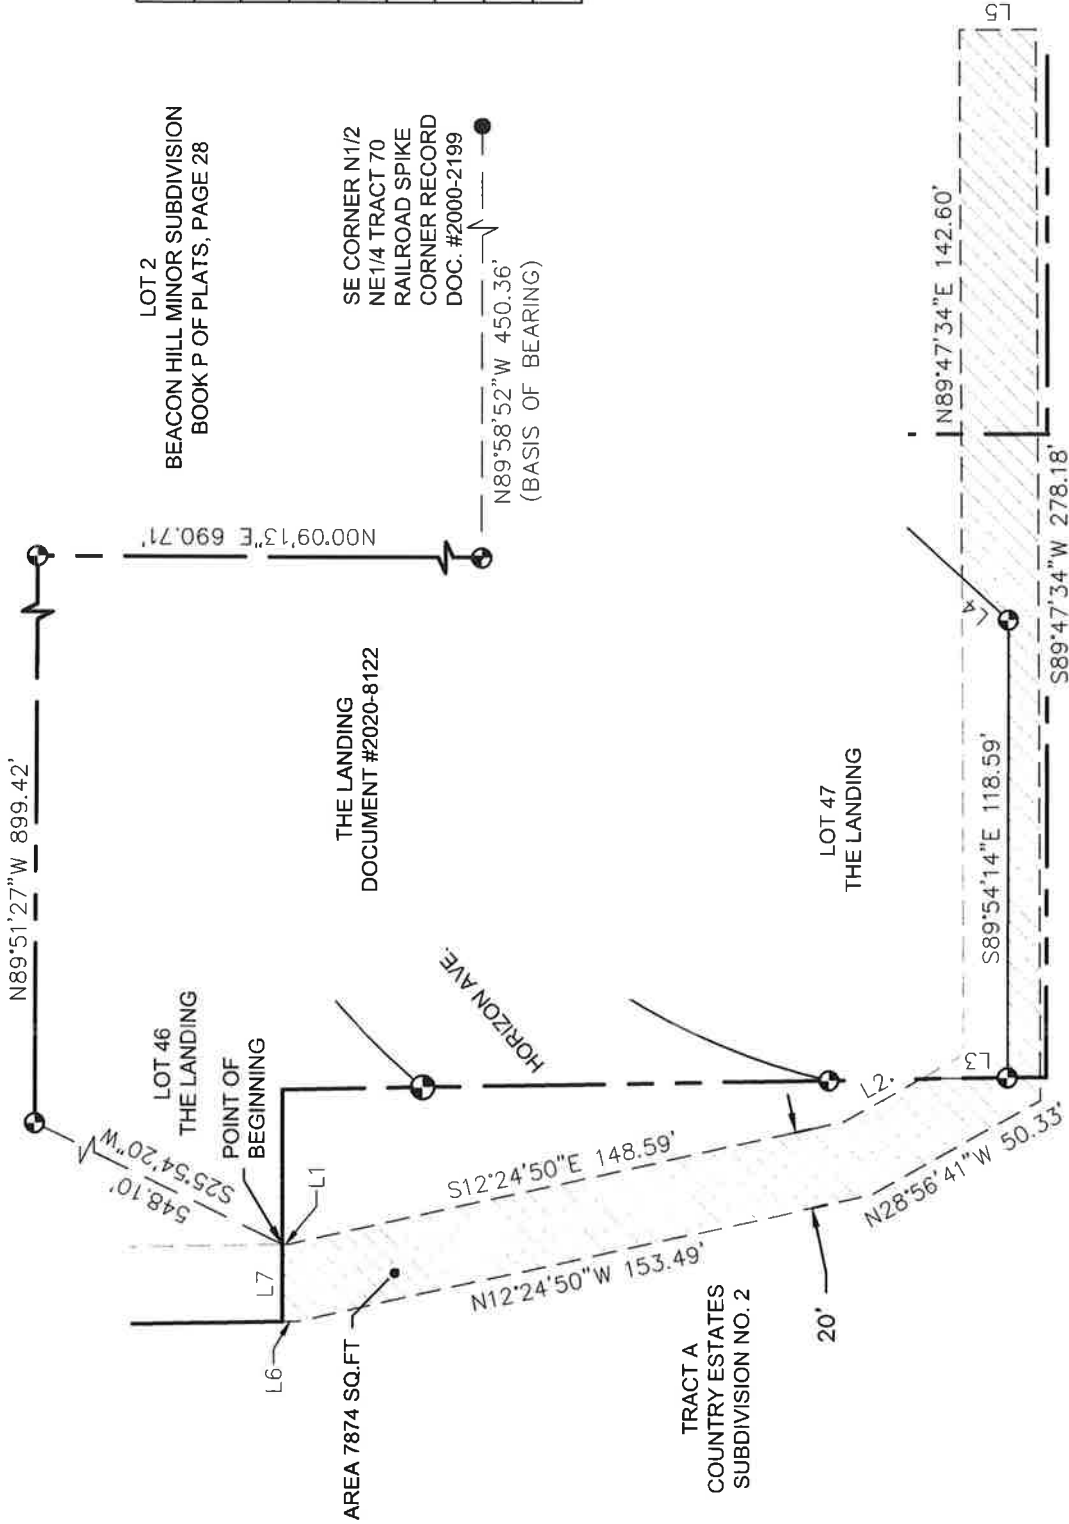 L5
LOT 2
BEACON HILL MINOR SUBDIVISION
BOOK P OF PLATS, PAGE 28
SE CORNER N1/2
NE1/4 TRACT 70
RAILROAD SPIKE
CORNER RECORD
DOC. #2000-2199
N89°58'52"W 450.36'
(BASIS OF BEARING)
N00°09'13"E 690.71'
N89°51'27"W 899.42'
THE LANDING
DOCUMENT #2020-8122
N89°47'34"E 142.60'
L4
S89°47'34"W 278.18'
S89°54'14"E 118.59'
LOT 47
THE LANDING
LOT 46
THE LANDING
POINT OF
BEGINNING
HORIZON AVE.
S25°54'20"W
548.10'
L1
L2
L3
S12°24'50"E 148.59'
L7
L6
N12°24'50"W 153.49'
N28°56'41"W 50.33'
AREA 7874 SQ.FT
TRACT A
COUNTRY ESTATES
SUBDIVISION NO. 2
20'